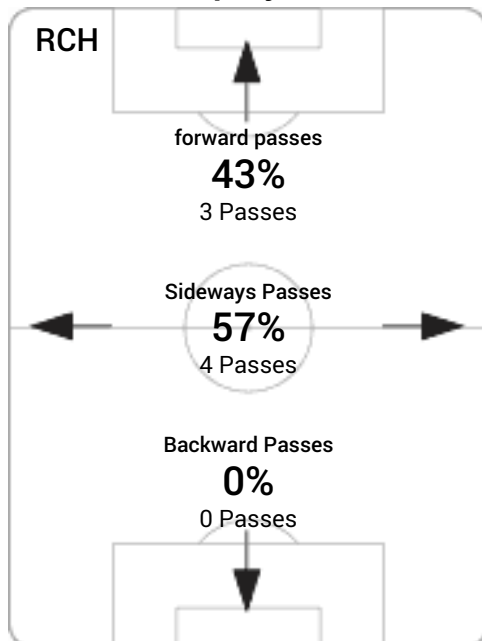 RCH
forward passes
43%
3 Passes
Sideways Passes
57%
4 Passes
Backward Passes
0%
0 Passes